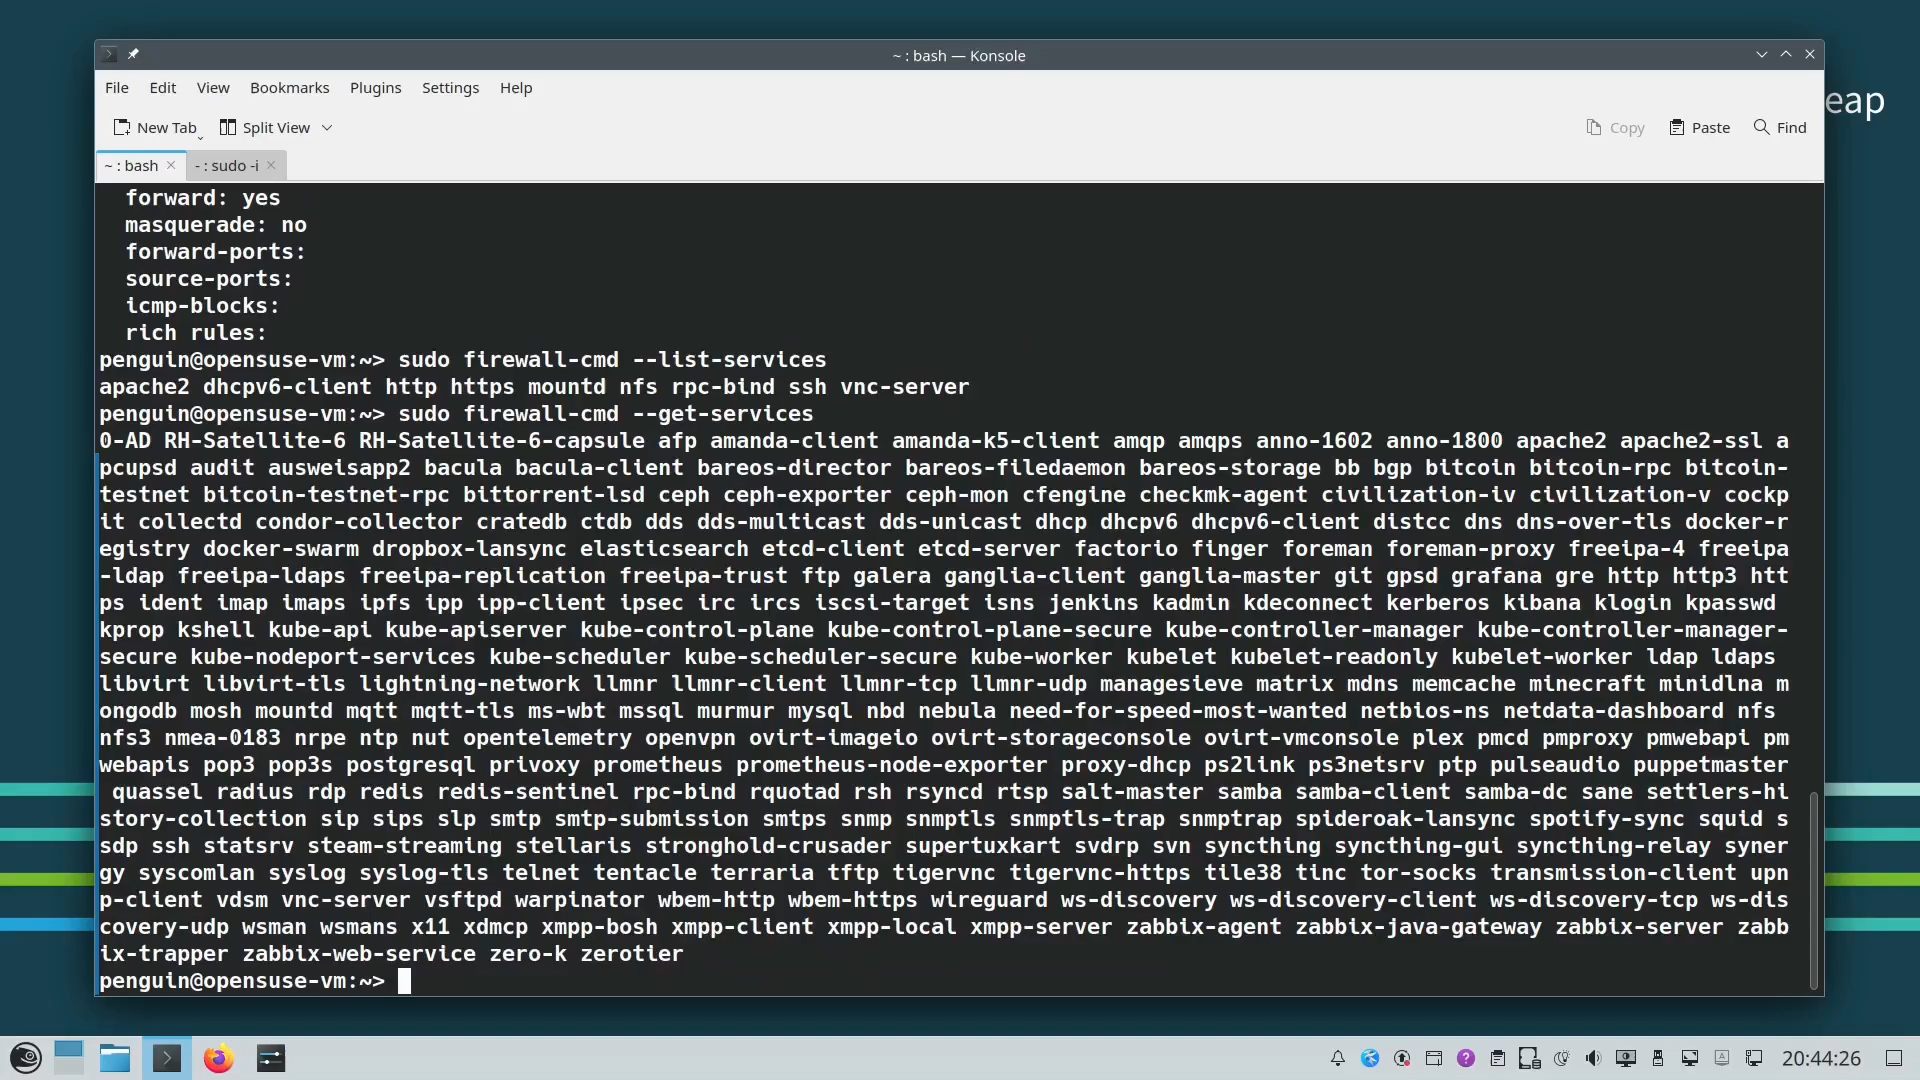 ~ : bash — Konsole
File Edit View Bookmarks Plugins Settings Help
eap
New Tab Split View Copy Paste Find
~ : bash - : sudo -i
forward: yes
masquerade: no
forward-ports:
source-ports:
icmp-blocks:
rich rules:
penguin@opensuse-vm:~> sudo firewall-cmd --list-services
apache2 dhcpv6-client http https mountd nfs rpc-bind ssh vnc-server
penguin@opensuse-vm:~> sudo firewall-cmd --get-services
0-AD RH-Satellite-6 RH-Satellite-6-capsule afp amanda-client amanda-k5-client amqp amqps anno-1602 anno-1800 apache2 apache2-ssl a
pcupsd audit ausweisapp2 bacula bacula-client bareos-director bareos-filedaemon bareos-storage bb bgp bitcoin bitcoin-rpc bitcoin-
testnet bitcoin-testnet-rpc bittorrent-lsd ceph ceph-exporter ceph-mon cfengine checkmk-agent civilization-iv civilization-v cockp
it collectd condor-collector cratedb ctdb dds dds-multicast dds-unicast dhcp dhcpv6 dhcpv6-client distcc dns dns-over-tls docker-r
egistry docker-swarm dropbox-lansync elasticsearch etcd-client etcd-server factorio finger foreman foreman-proxy freeipa-4 freeipa
-ldap freeipa-ldaps freeipa-replication freeipa-trust ftp galera ganglia-client ganglia-master git gpsd grafana gre http http3 htt
ps ident imap imaps ipfs ipp ipp-client ipsec irc ircs iscsi-target isns jenkins kadmin kdeconnect kerberos kibana klogin kpasswd
kprop kshell kube-api kube-apiserver kube-control-plane kube-control-plane-secure kube-controller-manager kube-controller-manager-
secure kube-nodeport-services kube-scheduler kube-scheduler-secure kube-worker kubelet kubelet-readonly kubelet-worker ldap ldaps
libvirt libvirt-tls lightning-network llmnr llmnr-client llmnr-tcp llmnr-udp managesieve matrix mdns memcache minecraft minidlna m
ongodb mosh mountd mqtt mqtt-tls ms-wbt mssql murmur mysql nbd nebula need-for-speed-most-wanted netbios-ns netdata-dashboard nfs
nfs3 nmea-0183 nrpe ntp nut opentelemetry openvpn ovirt-imageio ovirt-storageconsole ovirt-vmconsole plex pmcd pmproxy pmwebapi pm
webapis pop3 pop3s postgresql privoxy prometheus prometheus-node-exporter proxy-dhcp ps2link ps3netsrv ptp pulseaudio puppetmaster
quassel radius rdp redis redis-sentinel rpc-bind rquotad rsh rsyncd rtsp salt-master samba samba-client samba-dc sane settlers-hi
story-collection sip sips slp smtp smtp-submission smtps snmp snmptls snmptls-trap snmptrap spideroak-lansync spotify-sync squid s
sdp ssh statsrv steam-streaming stellaris stronghold-crusader supertuxkart svdrp svn syncthing syncthing-gui syncthing-relay syner
gy syscomlan syslog syslog-tls telnet tentacle terraria tftp tigervnc tigervnc-https tile38 tinc tor-socks transmission-client upn
p-client vdsm vnc-server vsftpd warpinator wbem-http wbem-https wireguard ws-discovery ws-discovery-client ws-discovery-tcp ws-dis
covery-udp wsman wsmans x11 xdmcp xmpp-bosh xmpp-client xmpp-local xmpp-server zabbix-agent zabbix-java-gateway zabbix-server zabb
ix-trapper zabbix-web-service zero-k zerotier
penguin@opensuse-vm:~>
20:44:26